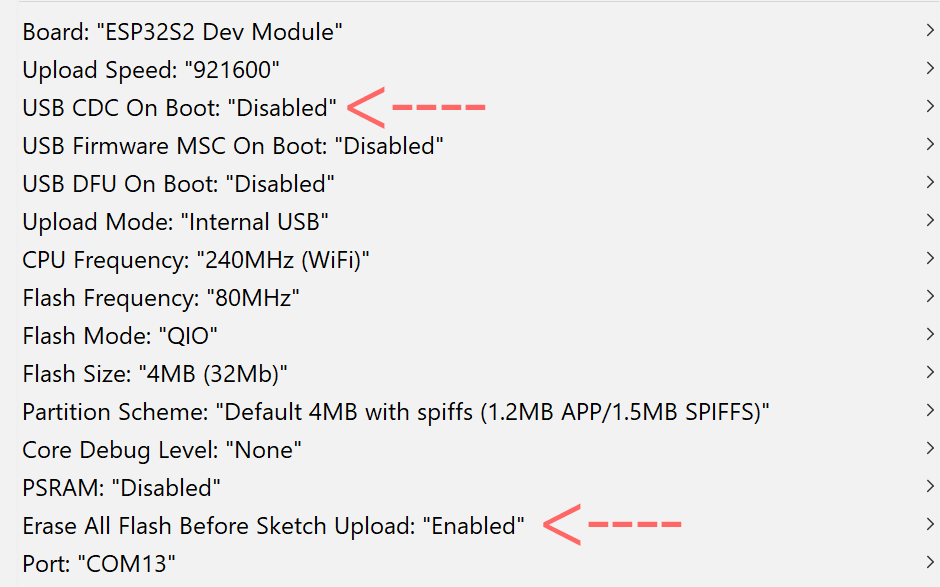 Board: "ESP32S2 Dev Module"
Upload Speed: "921600"
USB CDC On Boot: "Disabled"
USB Firmware MSC On Boot: "Disabled"
USB DFU On Boot: "Disabled"
Upload Mode: "Internal USB"
CPU Frequency: "240MHz (WiFi)"
Flash Frequency: "80MHz"
Flash Mode: "QIO"
Flash Size: "4MB (32Mb)"
Partition Scheme: "Default 4MB with spiffs (1.2MB APP/1.5MB SPIFFS)"
Core Debug Level: "None"
PSRAM: "Disabled"
Erase All Flash Before Sketch Upload: "Enabled"
Port: "COM13"